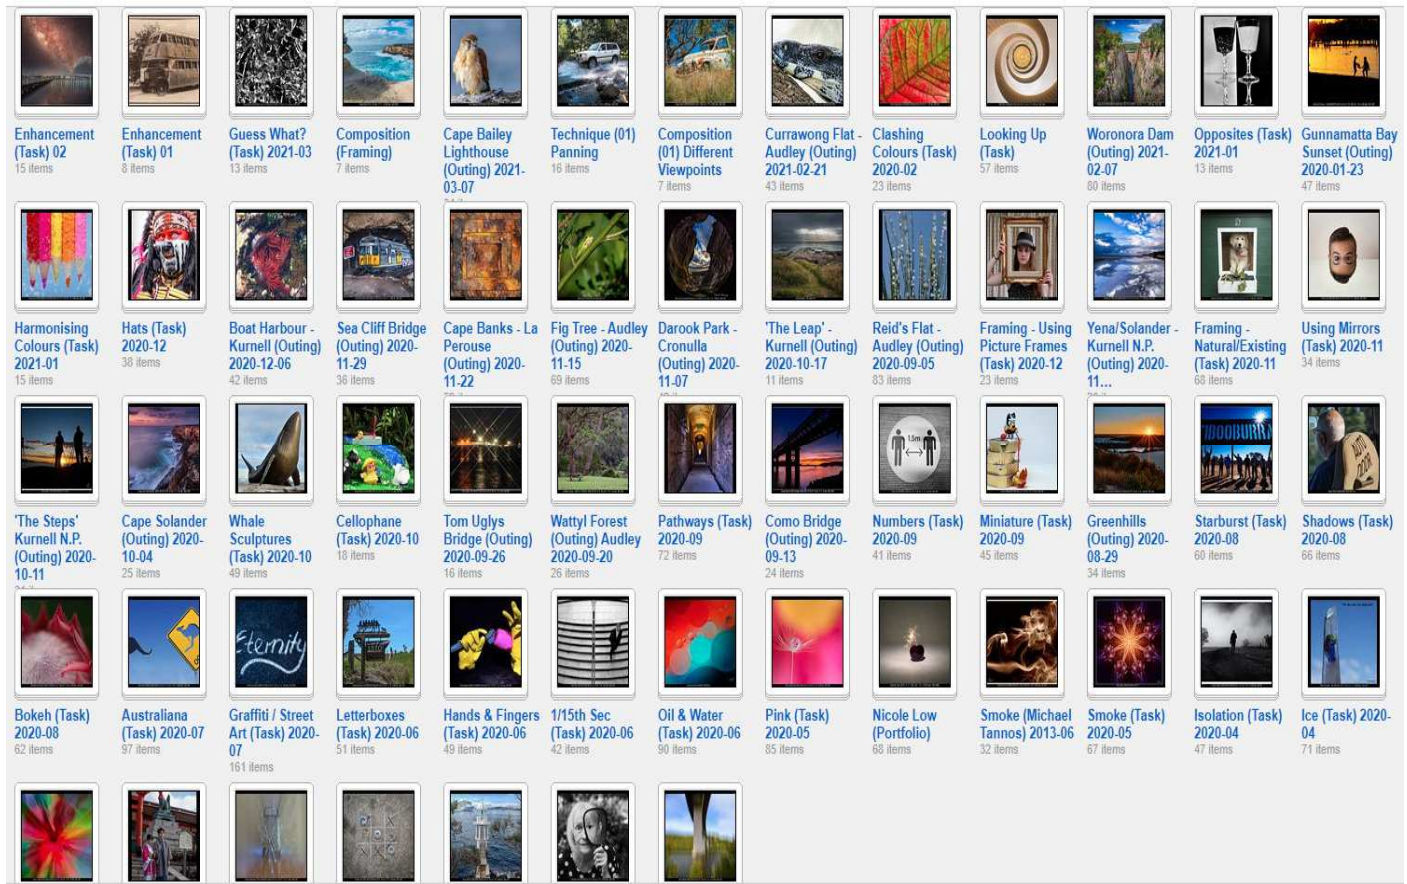 Enhancement
(Task) 02
15 items
Enhancement
(Task) 01
8 items
Guess What?
(Task) 2021-03
13 items
Composition
(Framing)
7 items
Cape Bailey
Lighthouse
(Outing) 2021-
03-07
Technique (01)
Panning
16 items
Composition
(01) Different
Viewpoints
7 items
Currawong Flat -
Audley (Outing)
2021-02-21
43 items
Clashing
Colours (Task)
2020-02
23 items
Looking Up
(Task)
57 items
Woronora Dam
(Outing) 2021-
02-07
80 items
Opposites (Task)
2021-01
13 items
Gunnamatta Bay
Sunset (Outing)
2020-01-23
47 items
Harmonising
Colours (Task)
2021-01
15 items
Hats (Task)
2020-12
38 items
Boat Harbour -
Kurnell (Outing)
2020-12-06
42 items
Sea Cliff Bridge
(Outing) 2020-
11-29
36 items
Cape Banks - La
Perouse
(Outing) 2020-
11-22
Fig Tree - Audley
(Outing) 2020-
11-15
69 items
Darook Park -
Cronulla
(Outing) 2020-
11-07
'The Leap' -
Kurnell (Outing)
2020-10-17
11 items
Reid's Flat -
Audley (Outing)
2020-09-05
83 items
Framing - Using
Picture Frames
(Task) 2020-12
23 items
Yena/Solander -
Kurnell N.P.
(Outing) 2020-
11...
Framing -
Natural/Existing
(Task) 2020-11
68 items
Using Mirrors
(Task) 2020-11
34 items
'The Steps'
Kurnell N.P.
(Outing) 2020-
10-11
Cape Solander
(Outing) 2020-
10-04
25 items
Whale
Sculptures
(Task) 2020-10
49 items
Cellophane
(Task) 2020-10
18 items
Tom Uglys
Bridge (Outing)
2020-09-26
16 items
Wattyl Forest
(Outing) Audley
2020-09-20
26 items
Pathways (Task)
2020-09
72 items
Como Bridge
(Outing) 2020-
09-13
24 items
1.5m
Numbers (Task)
2020-09
41 items
Miniature (Task)
2020-09
45 items
Greenhills
(Outing) 2020-
08-29
34 items
Starburst (Task)
2020-08
60 items
Shadows (Task)
2020-08
66 items
Bokeh (Task)
2020-08
62 items
Australiana
(Task) 2020-07
97 items
Eternity
Graffiti / Street
Art (Task) 2020-
07
161 items
Letterboxes
(Task) 2020-06
51 items
Hands & Fingers
(Task) 2020-06
49 items
1/15th Sec
(Task) 2020-06
42 items
Oil & Water
(Task) 2020-06
90 items
Pink (Task)
2020-05
85 items
Nicole Low
(Portfolio)
68 items
Smoke (Michael
Tannos) 2013-06
32 items
Smoke (Task)
2020-05
67 items
Isolation (Task)
2020-04
47 items
Ice (Task) 2020-
04
71 items